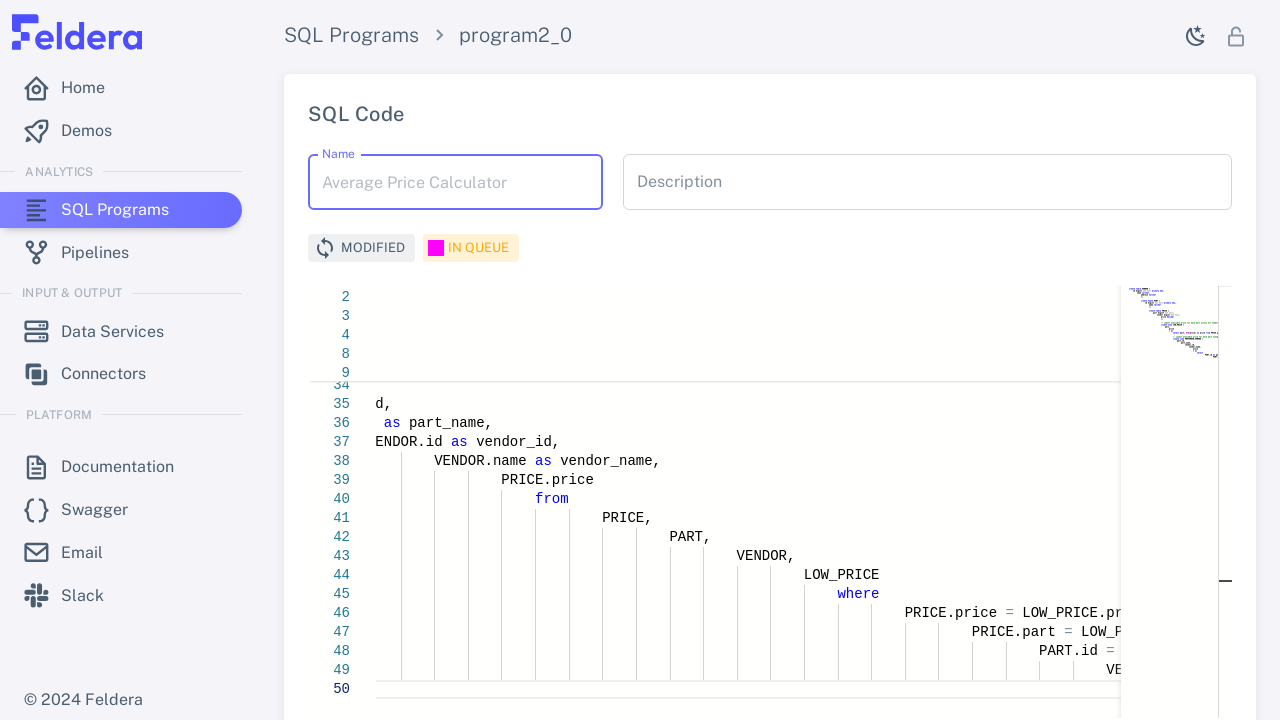 Feldera
SQL Programs
program2_0
Home
Demos
ANALYTICS
SQL Programs
Pipelines
INPUT & OUTPUT
Data Services
Connectors
PLATFORM
Documentation
Swagger
Email
Slack
© 2024 Feldera
SQL Code
Name
Average Price Calculator
Description
MODIFIED
IN QUEUE
2
3
4
8
9
34
35 d,
36 as part_name,
37 ENDOR.id as vendor_id,
38 VENDOR.name as vendor_name,
39 PRICE.price
40 from
41 PRICE,
42 PART,
43 VENDOR,
44 LOW_PRICE
45 where
46 PRICE.price = LOW_PRICE.pr
47 PRICE.part = LOW_P
48 PART.id =
49 VE
50